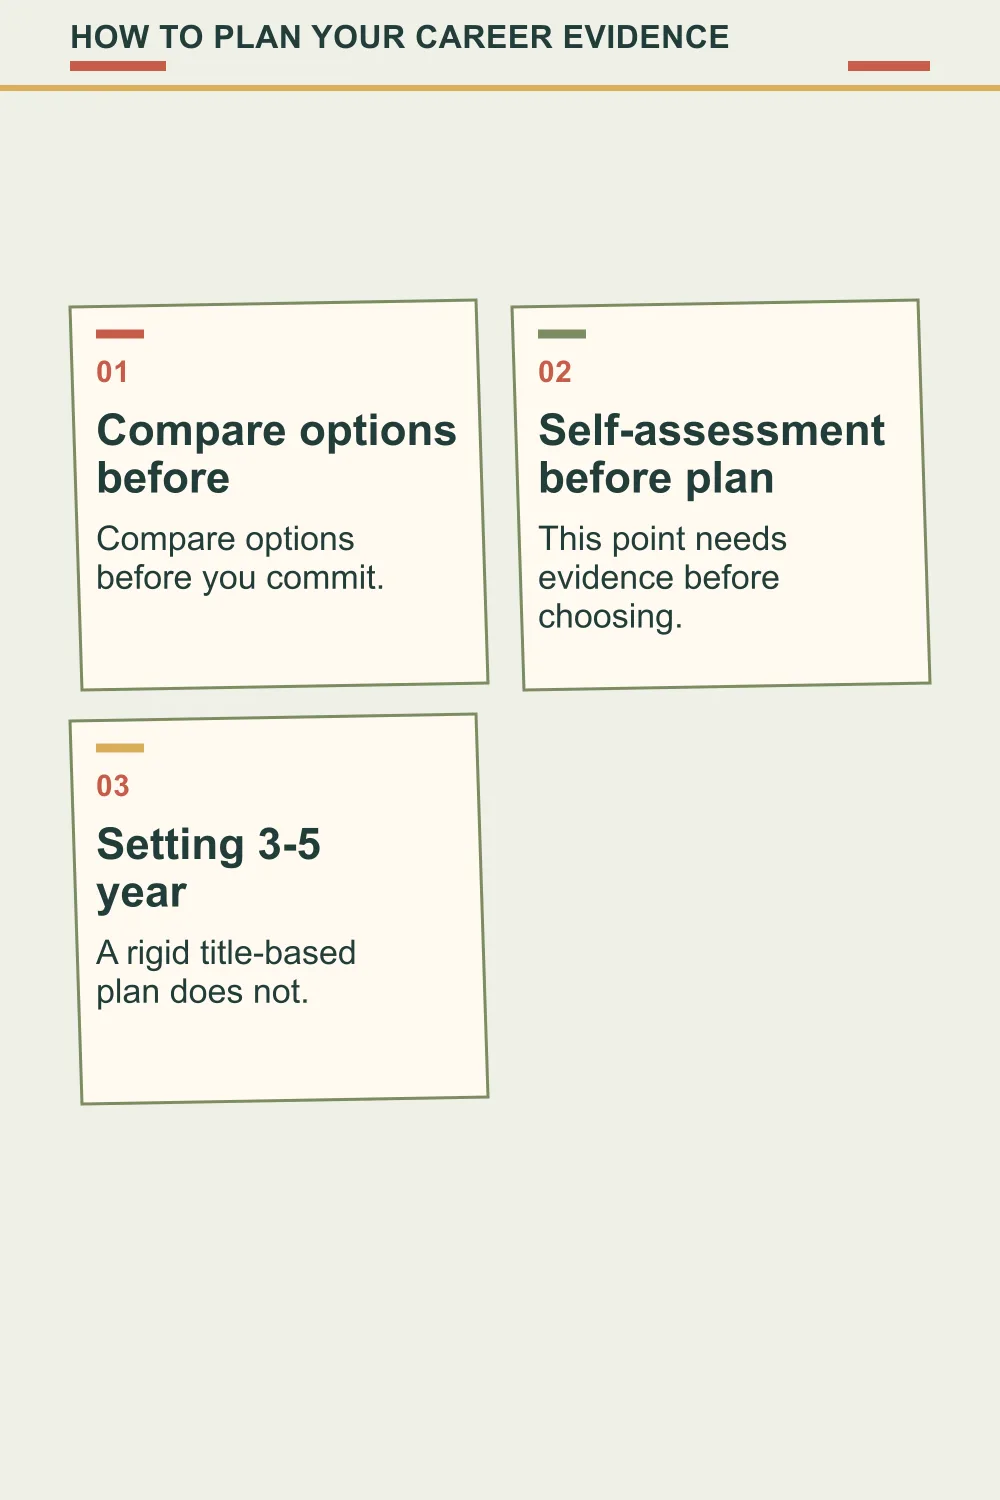 HOW TO PLAN YOUR CAREER EVIDENCE
01
Compare options
before
Compare options
before you commit.
02
Self-assessment
before plan
This point needs
evidence before
choosing.
03
Setting 3-5
year
A rigid title-based
plan does not.